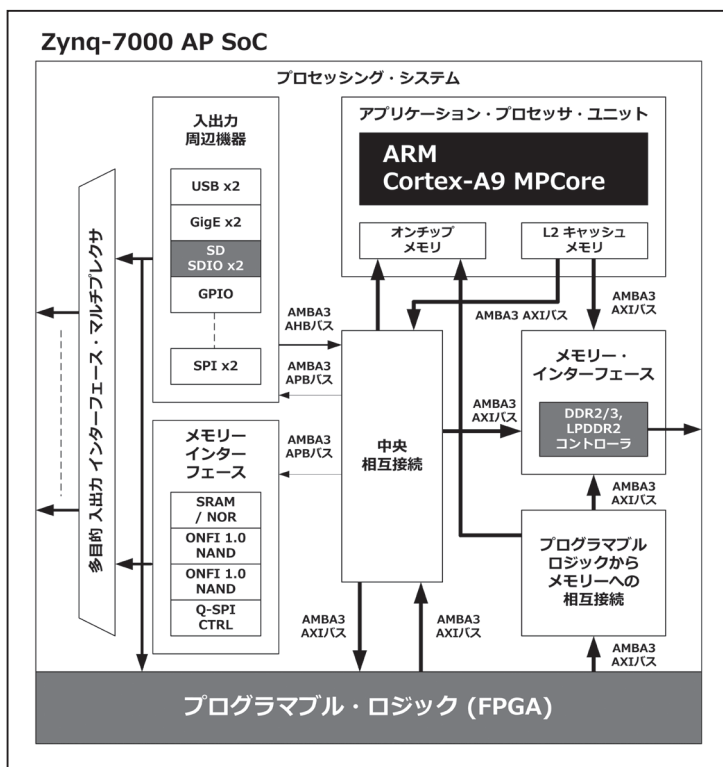 Zynq-7000 AP SoC
プロセッシング・システム
入出力
周辺機器
USB x2
GigE x2
SD
SDIO x2
GPIO
SPI x2
アプリケーション・プロセッサ・ユニット
ARM
Cortex-A9 MPCore
オンチップ
メモリ
L2 キャッシュ
メモリ
多目的 入出力 インターフェース・マルチプレクサ
AMBA3
AHBバス
AMBA3
APBバス
AMBA3 AXIバス
AMBA3
AXIバス
メモリー・
インターフェース
DDR2/3,
LPDDR2
コントローラ
AMBA3
AXIバス
中央
相互接続
メモリー
インター
フェース
SRAM
/ NOR
ONFI 1.0
NAND
ONFI 1.0
NAND
Q-SPI
CTRL
AMBA3
APBバス
AMBA3
AXIバス
プログラマブル
ロジックから
メモリーへの
相互接続
AMBA3
AXIバス
AMBA3
AXIバス
AMBA3
AXIバス
プログラマブル・ロジック (FPGA)